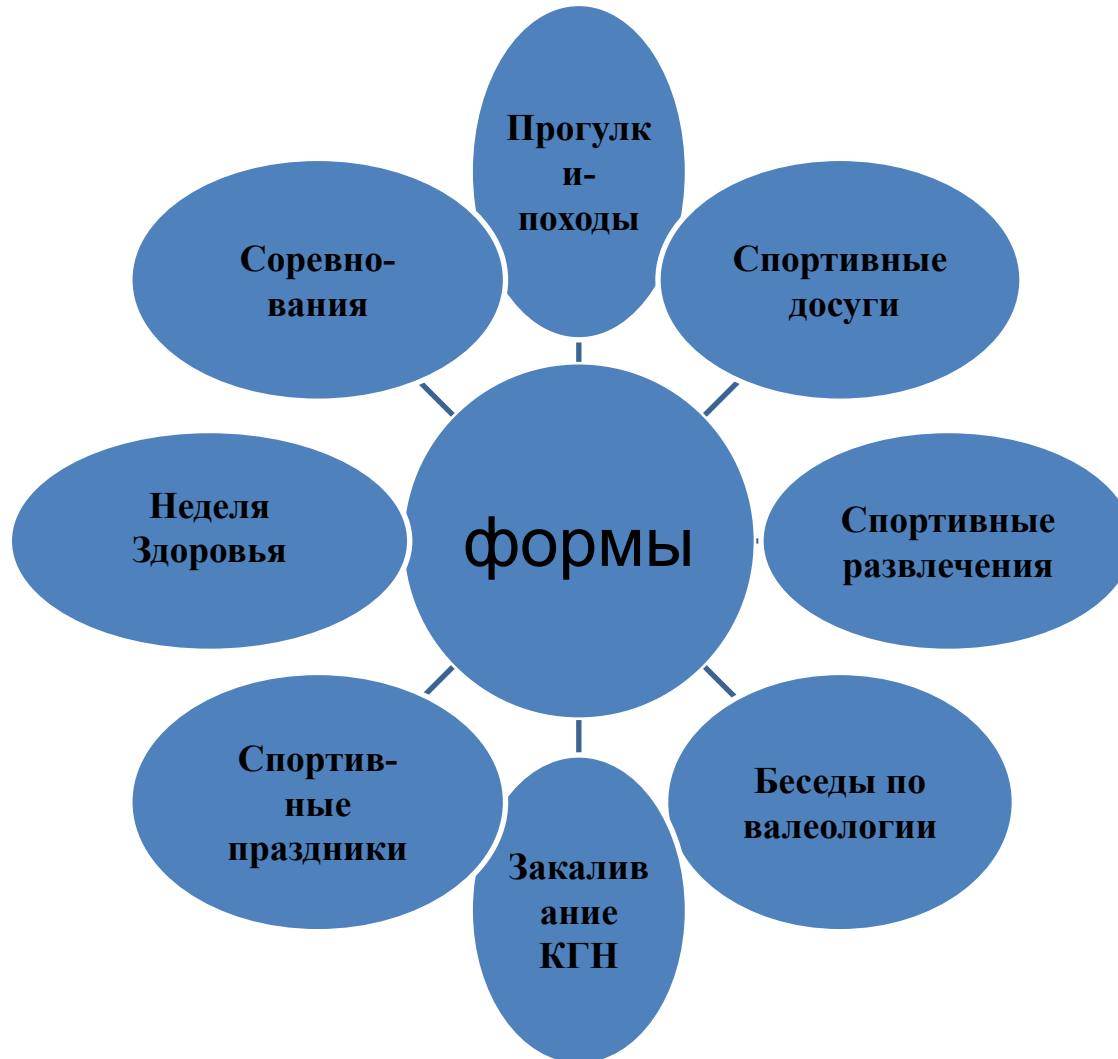 Прогулк
и-
походы
Спортивные
досуги
Спортивные
развлечения
Беседы по
валеологии
Закалив
ание
КГН
Спортив-
ные
праздники
Неделя
Здоровья
Соревно-
вания
формы